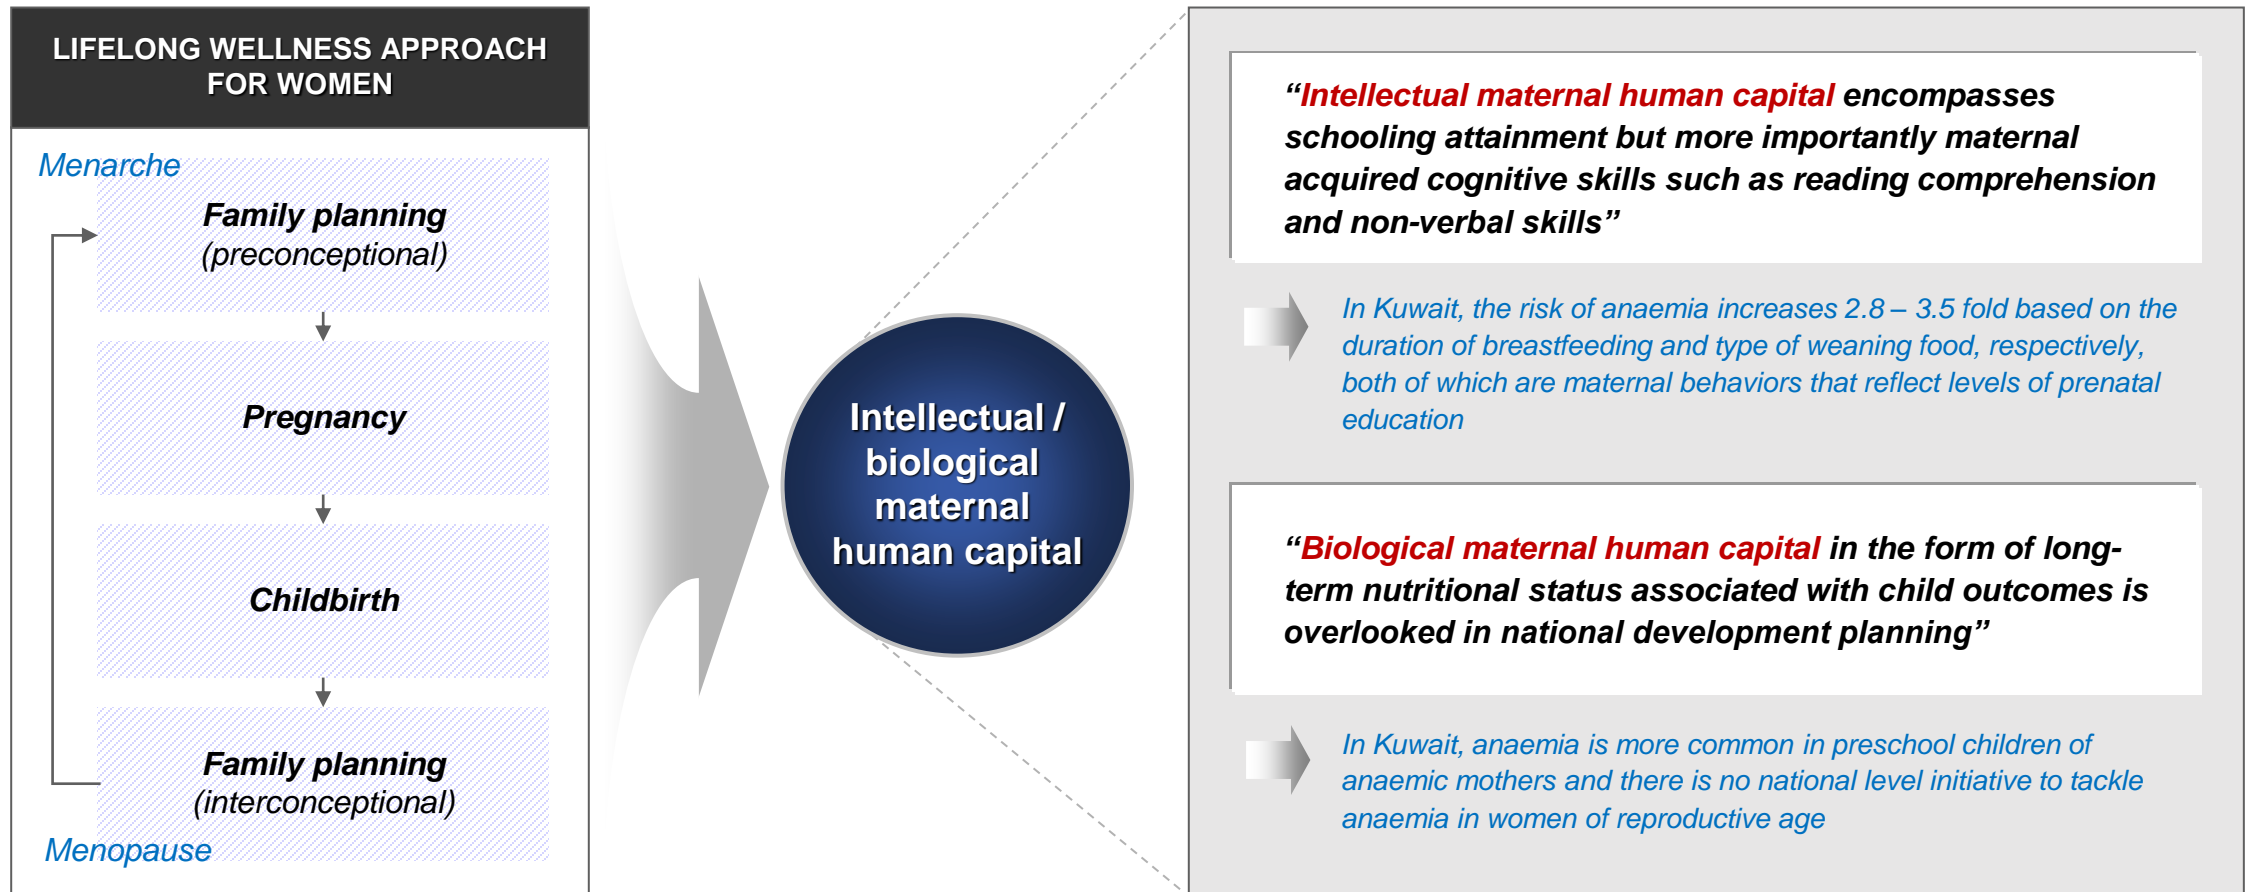 LIFELONG WELLNESS APPROACH
FOR WOMEN
Menarche
Family planning
(preconceptional)
Pregnancy
Childbirth
Family planning
(interconceptional)
Menopause
Intellectual /
biological
maternal
human capital
“Intellectual maternal human capital encompasses
schooling attainment but more importantly maternal
acquired cognitive skills such as reading comprehension
and non-verbal skills”
In Kuwait, the risk of anaemia increases 2.8 – 3.5 fold based on the
duration of breastfeeding and type of weaning food, respectively,
both of which are maternal behaviors that reflect levels of prenatal
education
“Biological maternal human capital in the form of long-
term nutritional status associated with child outcomes is
overlooked in national development planning”
In Kuwait, anaemia is more common in preschool children of
anaemic mothers and there is no national level initiative to tackle
anaemia in women of reproductive age